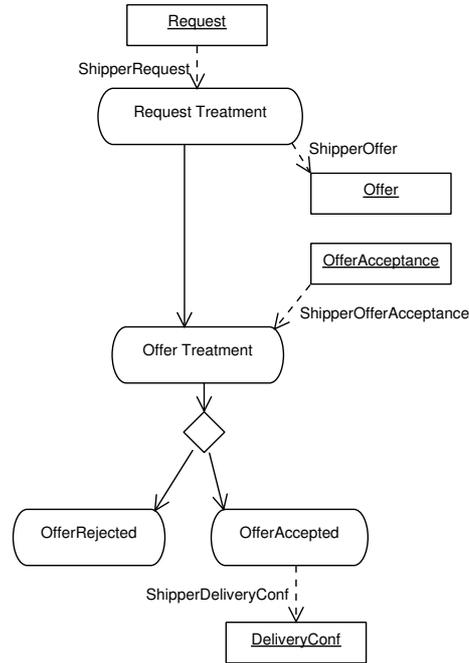 Request
ShipperRequest
Request Treatment
ShipperOffer
Offer
OfferAcceptance
ShipperOfferAcceptance
Offer Treatment
OfferRejected
OfferAccepted
ShipperDeliveryConf
DeliveryConf